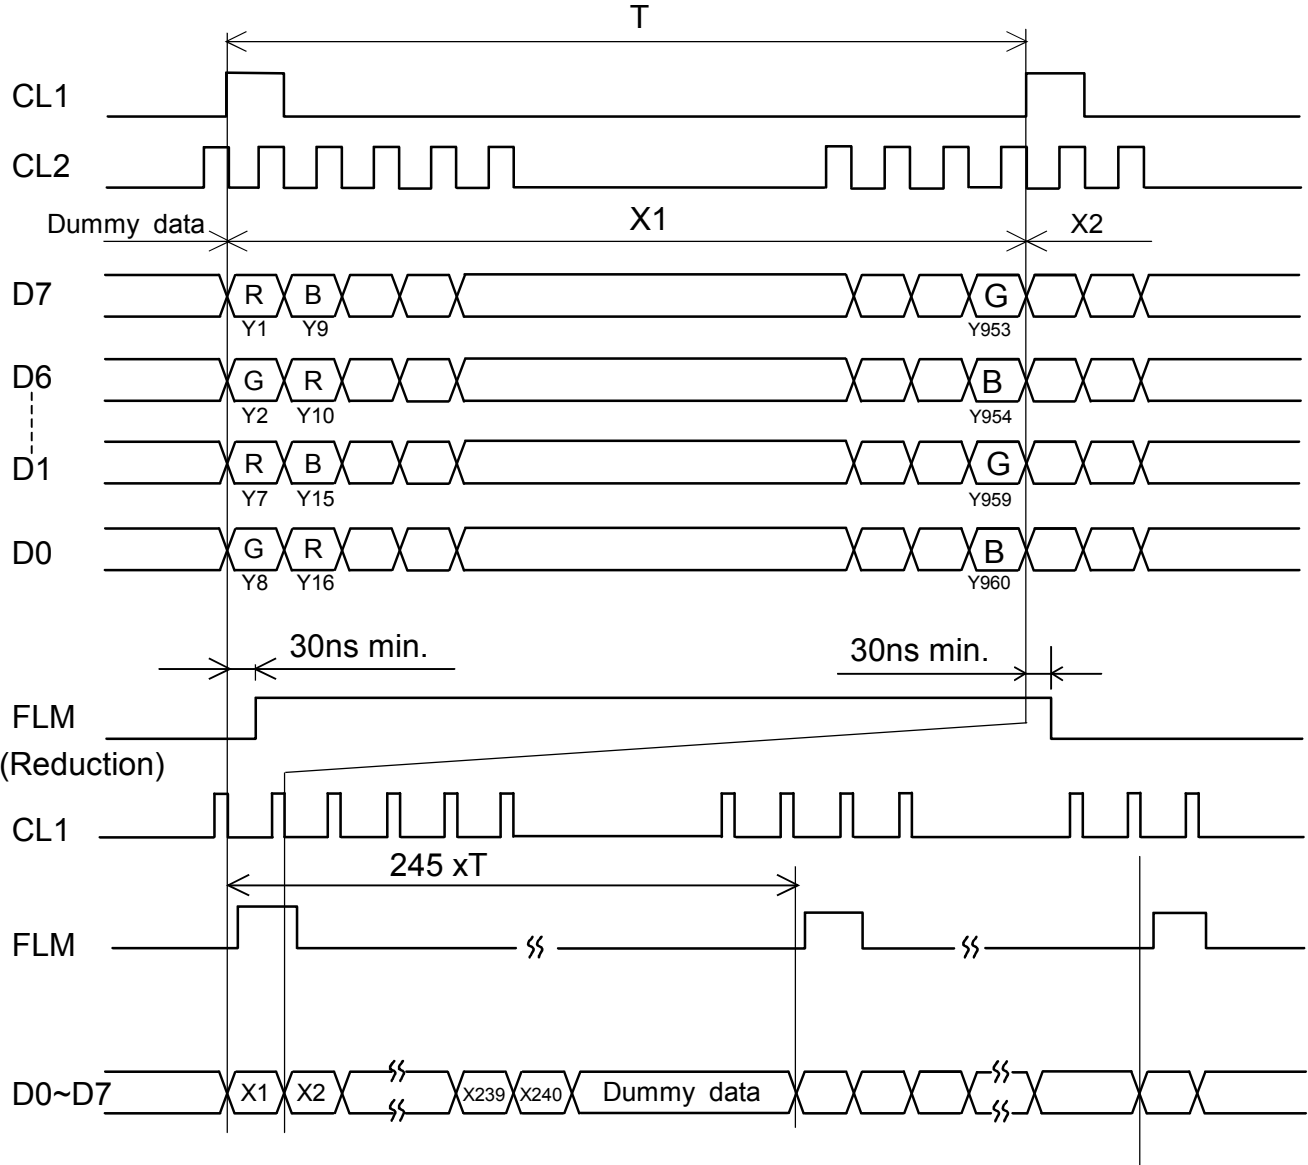 T
CL1
CL2
Dummy data
X1
X2
D7
R
B
G
Y1
Y9
Y953
D6
G
R
B
Y2
Y10
Y954
D1
R
B
G
Y7
Y15
Y959
D0
G
R
B
Y8
Y16
Y960
30ns min.
30ns min.
FLM
(Reduction)
CL1
245 xT
FLM
D0~D7
X1
X2
X239
X240
Dummy data